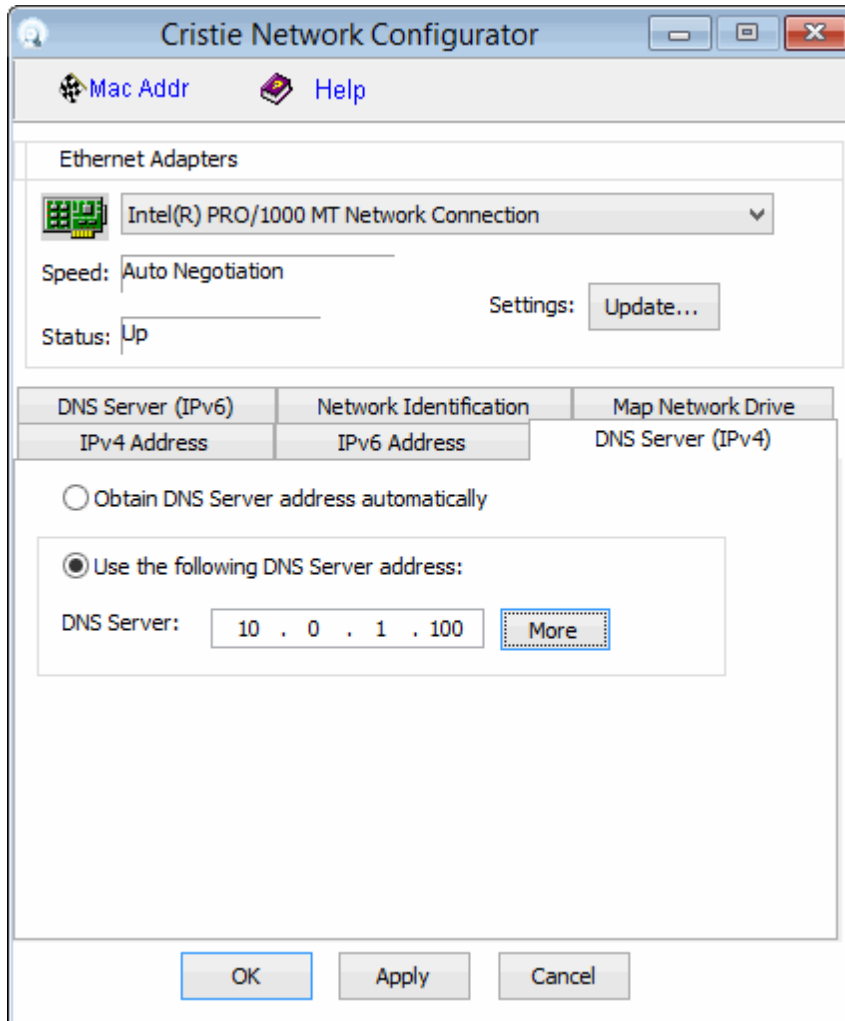 Cristie Network Configurator
Mac Addr Help
Ethernet Adapters
Intel(R) PRO/1000 MT Network Connection
Speed: Auto Negotiation
Settings: Update...
Status: Up
DNS Server (IPv6) Network Identification Map Network Drive
IPv4 Address IPv6 Address DNS Server (IPv4)
Obtain DNS Server address automatically
Use the following DNS Server address:
DNS Server: 10 . 0 . 1 . 100 More
OK Apply Cancel